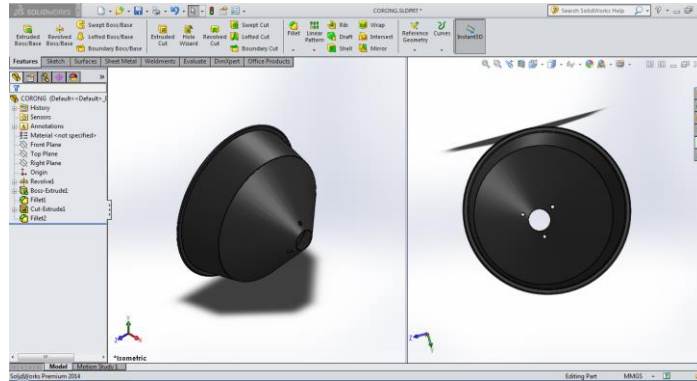 SOLIDWORKS
CORONG.SLDPRT *
Search SolidWorks Help
Extruded Boss/Base
Revolved Boss/Base
Swept Boss/Base
Lofted Boss/Base
Boundary Boss/Base
Extruded Cut
Hole Wizard
Revolved Cut
Swept Cut
Lofted Cut
Boundary Cut
Fillet
Linear Pattern
Rib
Draft
Shell
Wrap
Intersect
Mirror
Reference Geometry
Curves
Instant3D
Features Sketch Surfaces Sheet Metal Weldments Evaluate DimXpert Office Products
CORONG (Default<<Default>_
History
Sensors
Annotations
Material <not specified>
Front Plane
Top Plane
Right Plane
Origin
Revolve1
Boss-Extrude1
Fillet1
Cut-Extrude1
Fillet2
*Isometric
Model Motion Study 1
SolidWorks Premium 2014
Editing Part MMGS